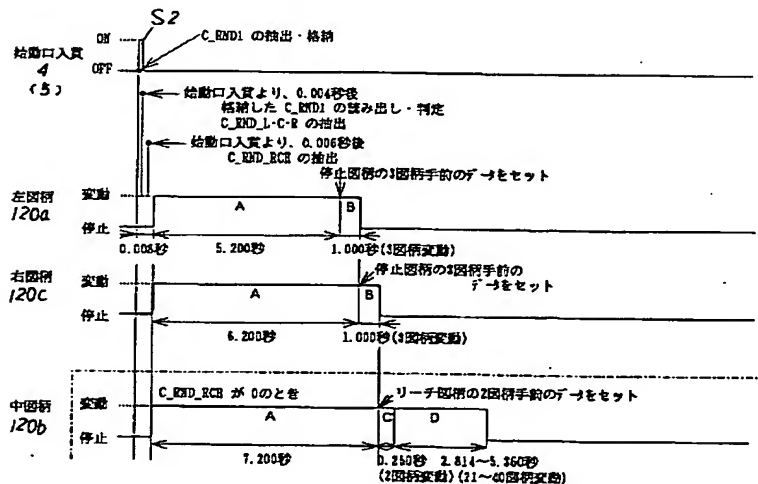 S2
ON
C_RND1 の抽出・格納
始動口入賞
4
(5)
OFF
始動口入賞より、0.004秒後
格納した C_RND1 の読み出し・判定
C_RND_L・C・R の抽出
始動口入賞より、0.006秒後
C_RND_RCH の抽出
停止図柄の3図柄手前のデータをセット
左図柄
120a
変動
A
B
停止
0.008秒
5.200秒
1.000秒(3図柄変動)
右図柄
120c
変動
停止図柄の3図柄手前の
データをセット
A
B
停止
6.200秒
1.000秒(3図柄変動)
中図柄
120b
変動
C_RND_RCH が 0のとき
リーチ図柄の2図柄手前のデータをセット
A
C
D
停止
7.200秒
0.250秒
2.814～5.360秒
(2図柄変動)
(21～40図柄変動)